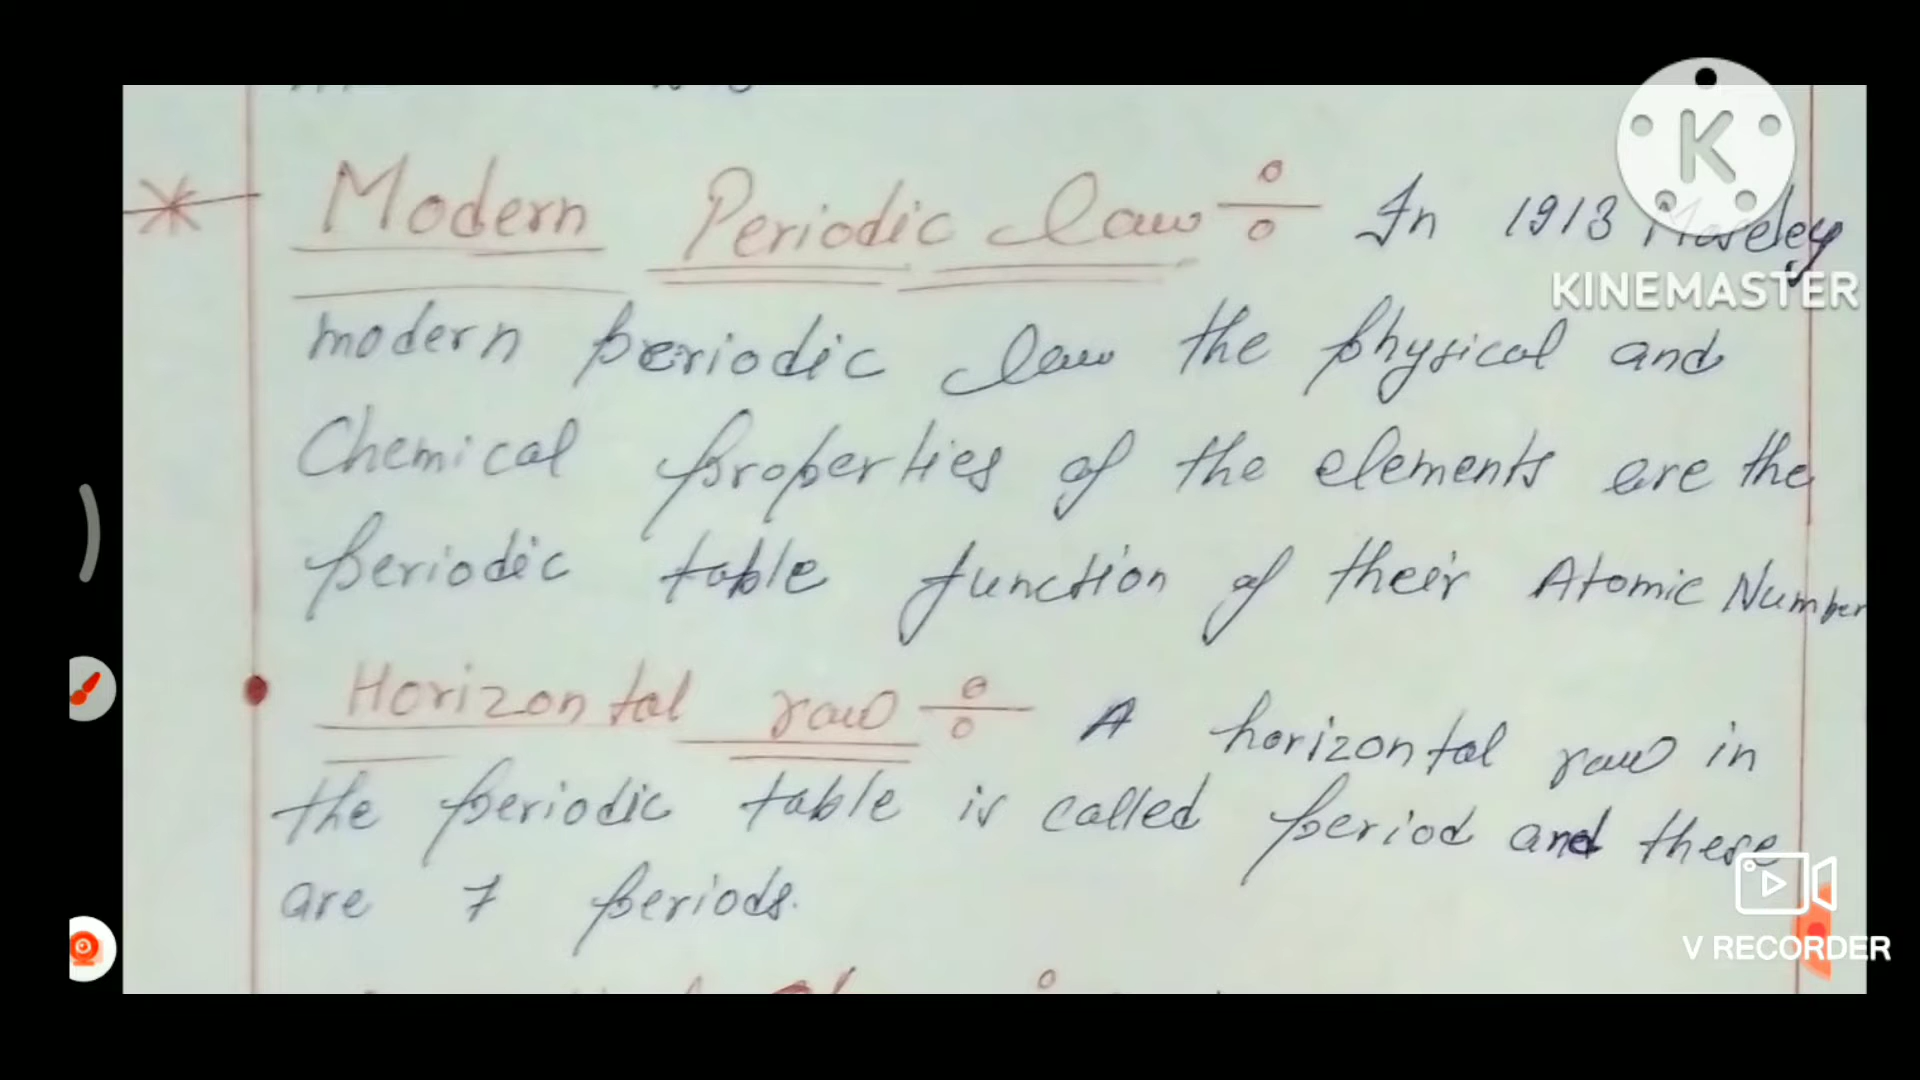 Modern Periodic law ÷ In 1913 Moseley
modern periodic law the physical and
Chemical properties of the elements are the
periodic table function of their Atomic Number
Horizontal raw ÷ A horizontal raw in
the periodic table is called period and there
are 7 periods.
KINEMASTER
V RECORDER